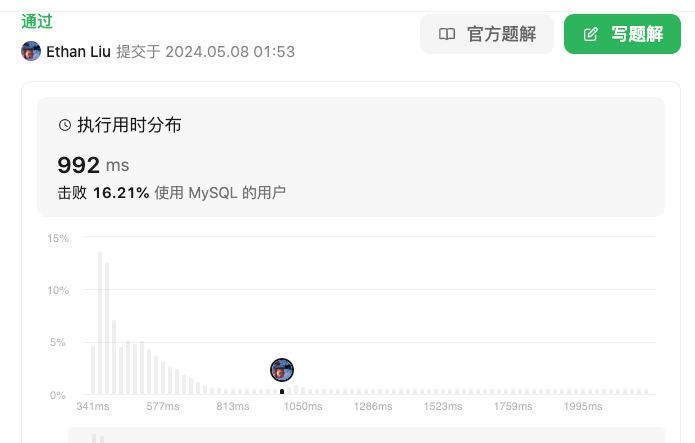 通过
Ethan Liu 提交于 2024.05.08 01:53
官方题解
写题解
执行用时分布
992 ms
击败 16.21% 使用 MySQL 的用户
15%
10%
5%
0%
341ms 577ms 813ms 1050ms 1286ms 1523ms 1759ms 1995ms